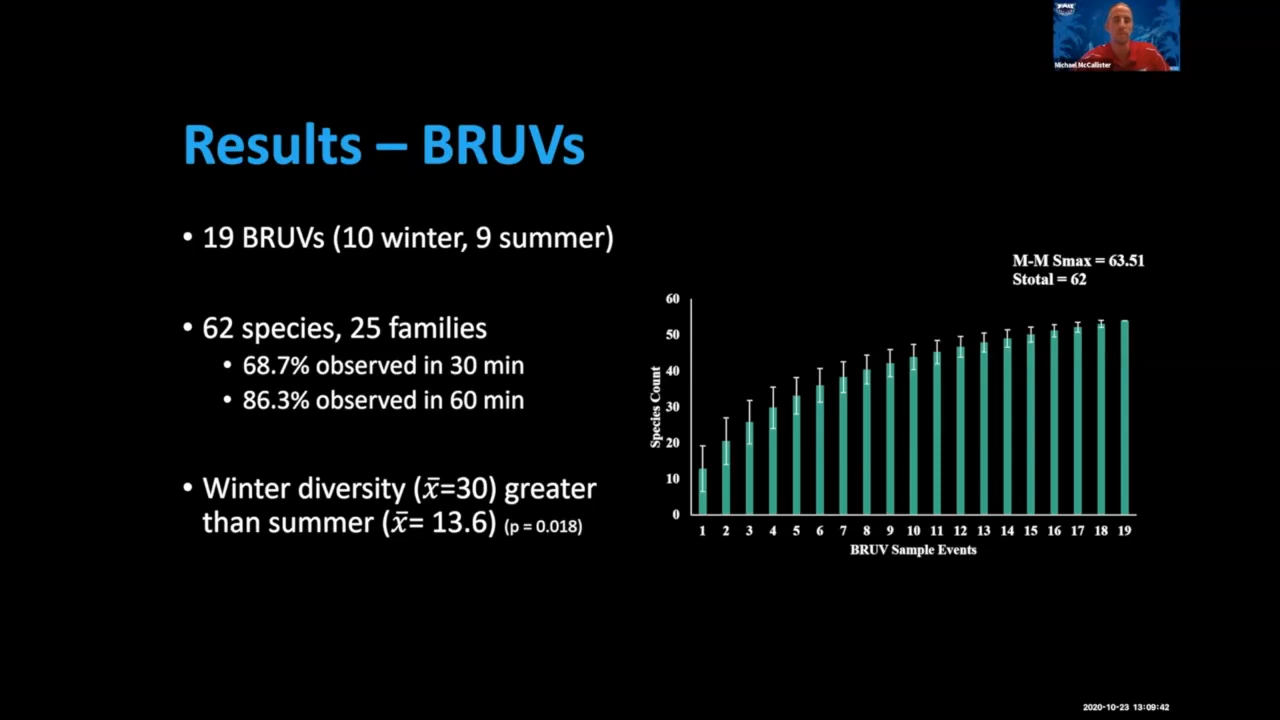 Michael McCallister
Results – BRUVs
• 19 BRUVs (10 winter, 9 summer)
• 62 species, 25 families
• 68.7% observed in 30 min
• 86.3% observed in 60 min
• Winter diversity (x̄=30) greater
than summer (x̄= 13.6) (p = 0.018)
M-M Smax = 63.51
Stotal = 62
60
50
40
30
20
10
0
Species Count
1 2 3 4 5 6 7 8 9 10 11 12 13 14 15 16 17 18 19
BRUV Sample Events
2020-10-23 13:09:42